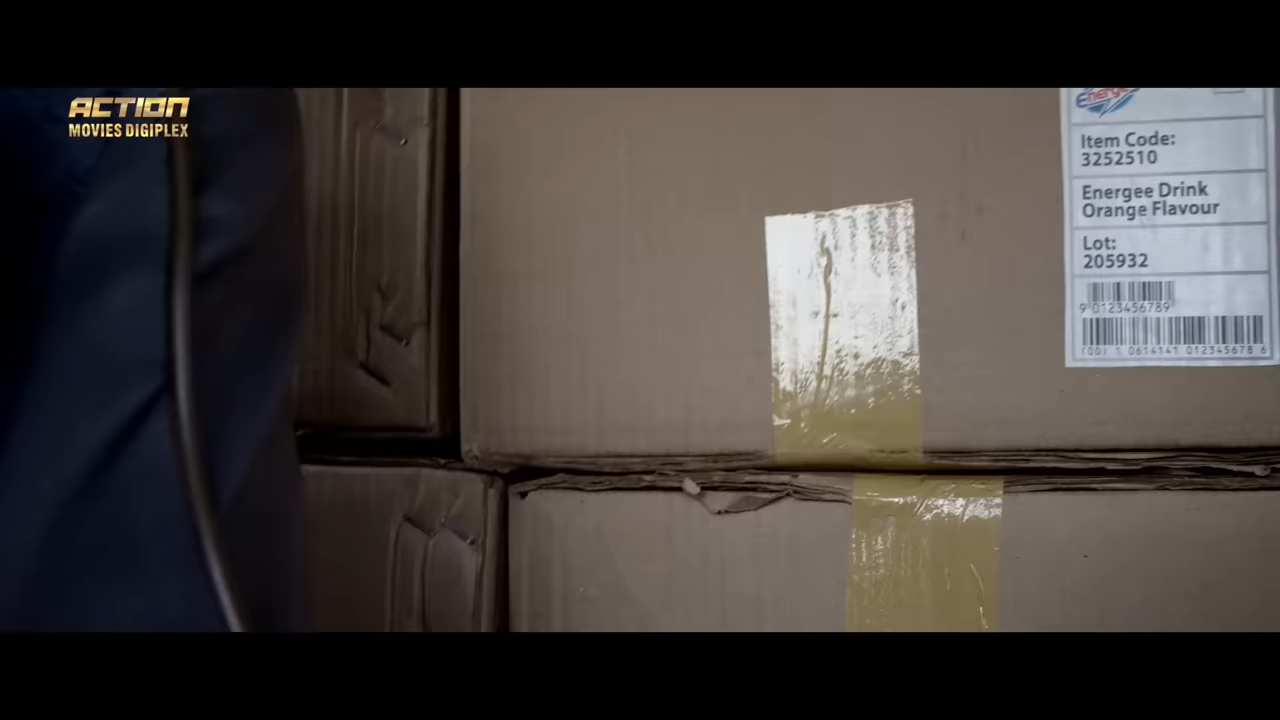 ACTION
MOVIES DIGIPLEX
Energee
Item Code:
3252510
Energee Drink
Orange Flavour
Lot:
205932
9 0123456789
(00) 1 0614141 012345678 6